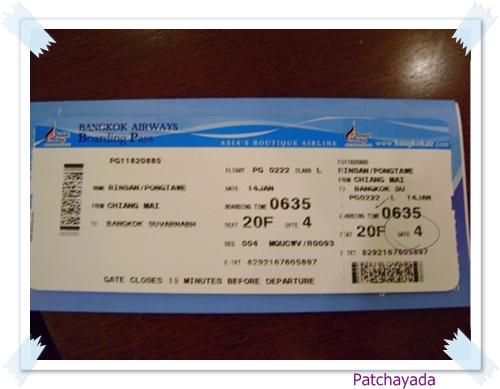 BANGKOK AIRWAYS
Boarding Pass
ASIA'S BOUTIQUE AIRLINE
www.bangkokair.com
PG11820885
FLIGHT PG 0222 CLASS L
NAME RINSAN/PONGTAWE
DATE 14JAN
FROM CHIANG MAI
BOARDING TIME 0635
TO BANGKOK SUVARNABH
SEAT 20F GATE 4
SEQ 004 MQUCWV/R0093
E-TKT 8292167605897
GATE CLOSES 15 MINUTES BEFORE DEPARTURE
PG11820885
RINSAN/PONGTAWE
FROM CHIANG MAI
TO BANGKOK SU
PG0222 L 14JAN
BOARDING TIME 0635
SEAT 20F GATE 4
E-TKT 8292167605897
Patchayada